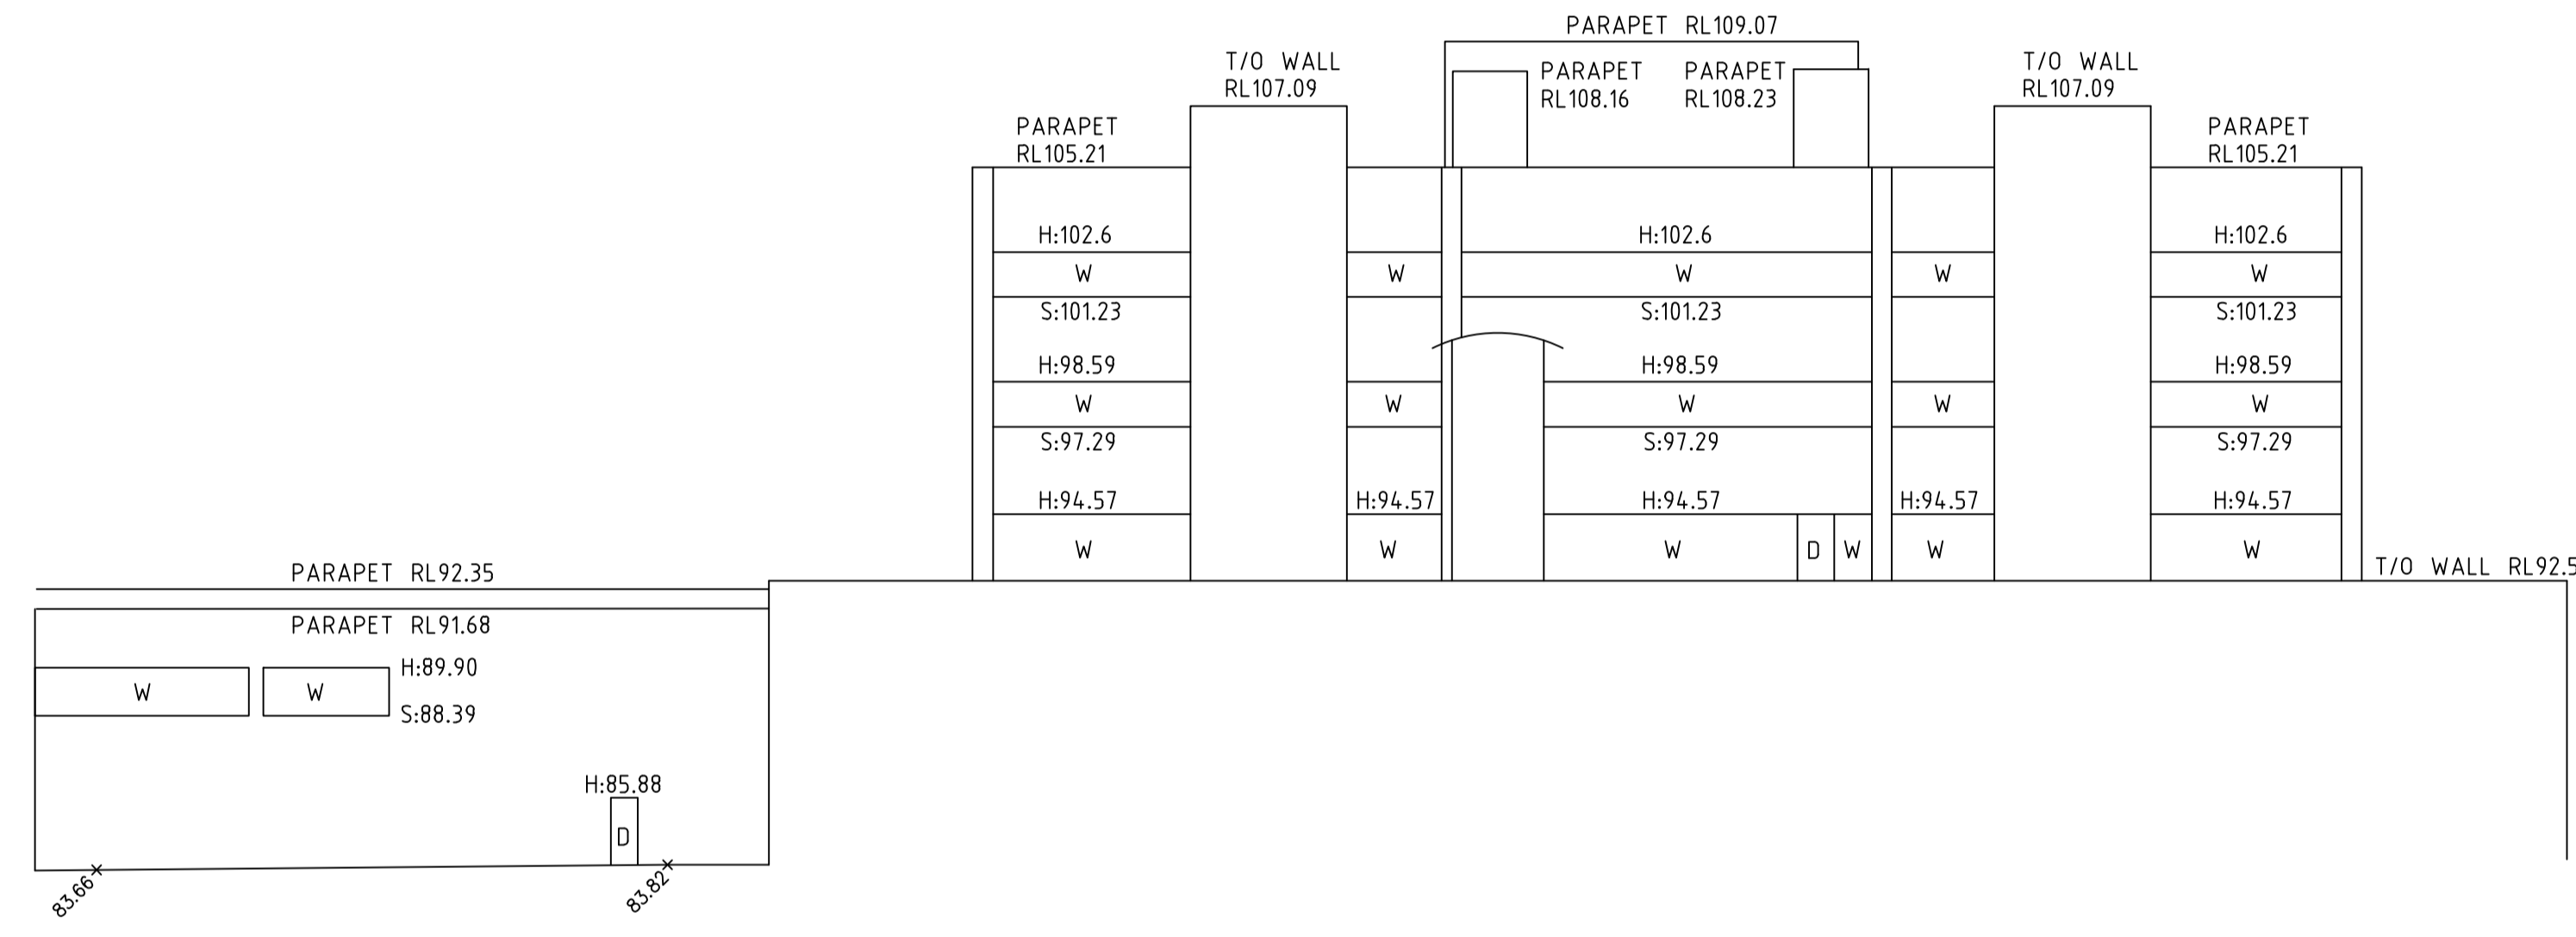 PARAPET RL109.07
T/O WALL
RL107.09
PARAPET
RL108.16
PARAPET
RL108.23
T/O WALL
RL107.09
PARAPET
RL105.21
PARAPET
RL105.21
H:102.6
H:102.6
H:102.6
W W W W W
S:101.23
S:101.23
S:101.23
H:98.59
H:98.59
H:98.59
W W W W W
S:97.29
S:97.29
S:97.29
H:94.57
H:94.57
H:94.57
H:94.57
H:94.57
W W W D W W W
T/O WALL RL92.5
PARAPET RL92.35
PARAPET RL91.68
H:89.90
W W
S:88.39
H:85.88
D
83.66
83.82